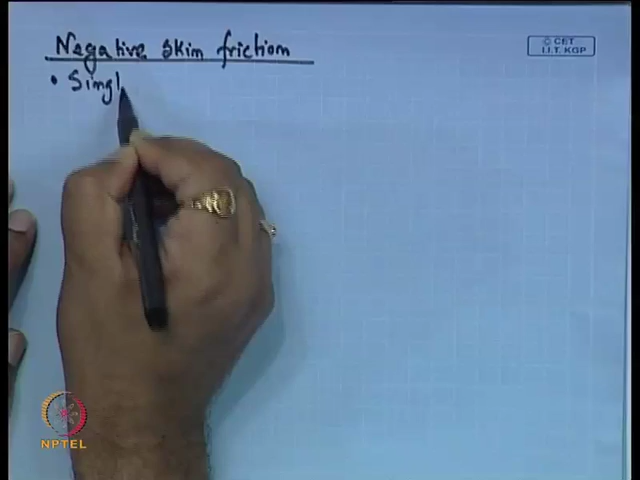 Negative skin friction
© CET
I.I.T. KGP
• Singl
NPTEL